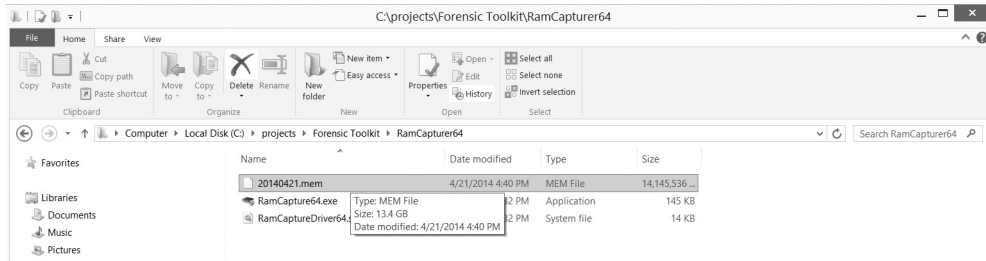 C:\projects\Forensic Toolkit\RamCapturer64
File Home Share View
Copy
Paste
Cut
Copy path
Paste shortcut
Clipboard
Move to
Copy to
Delete
Rename
Organize
New folder
New item
Easy access
New
Properties
Open
Edit
History
Open
Select all
Select none
Invert selection
Select
Computer Local Disk (C:) projects Forensic Toolkit RamCapturer64
Search RamCapturer64
Favorites
Libraries
Documents
Music
Pictures
Name Date modified Type Size
20140421.mem 4/21/2014 4:40 PM MEM File 14,145,536 ...
RamCapture64.exe 32 PM Application 145 KB
RamCaptureDriver64.s 32 PM System file 14 KB
Type: MEM File
Size: 13.4 GB
Date modified: 4/21/2014 4:40 PM